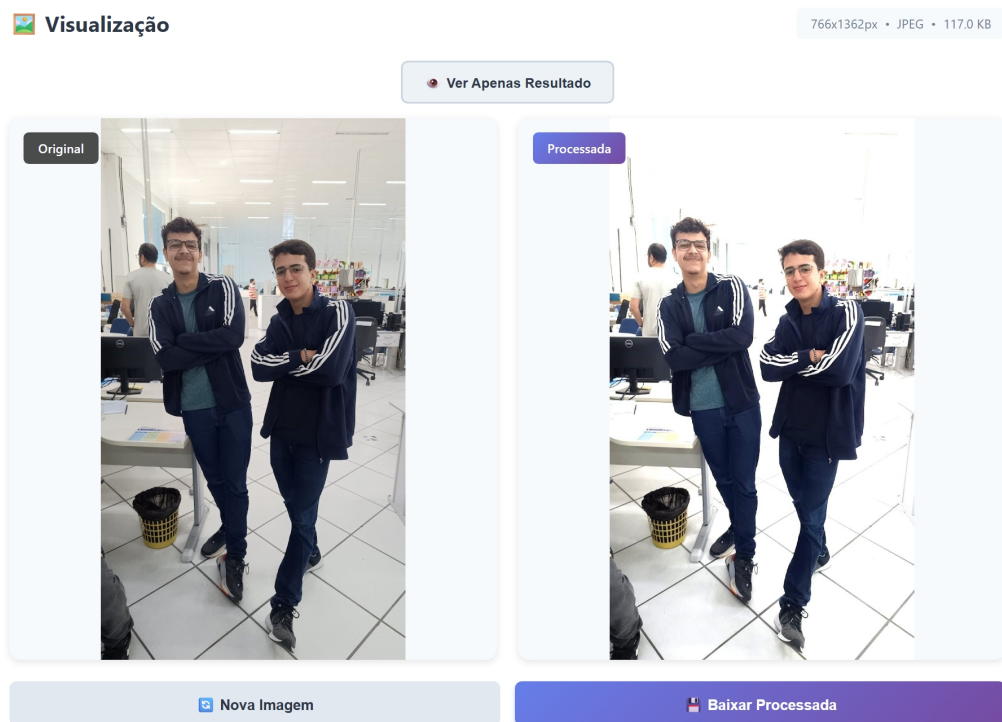 Visualização
766x1362px • JPEG • 117.0 KB
Ver Apenas Resultado
Original
Processada
Nova Imagem
Baixar Processada